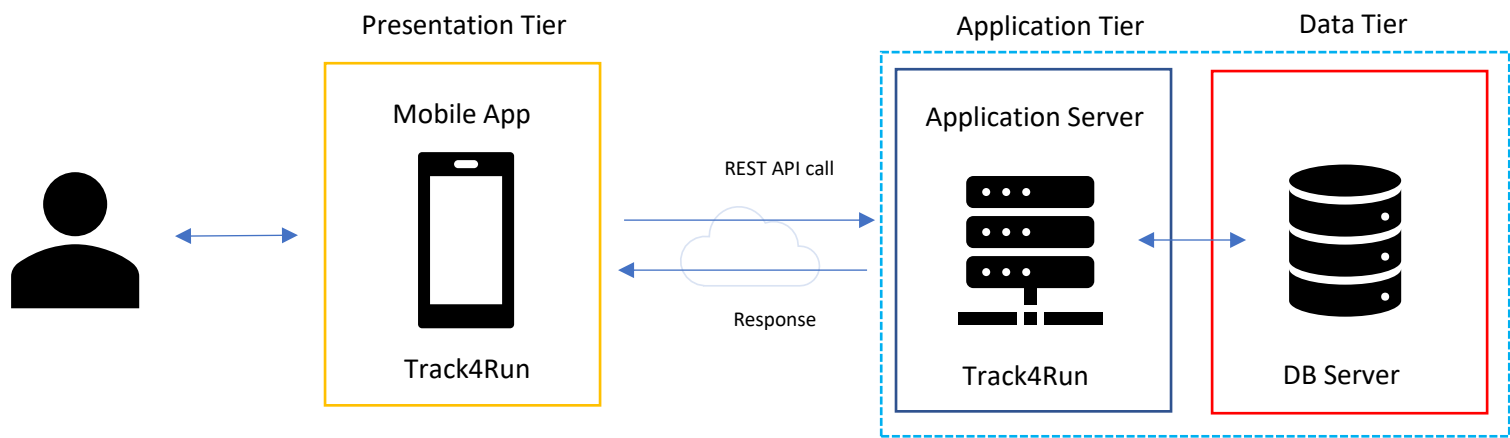 Presentation Tier
Application Tier
Data Tier
Mobile App
Application Server
REST API call
Response
Track4Run
Track4Run
DB Server